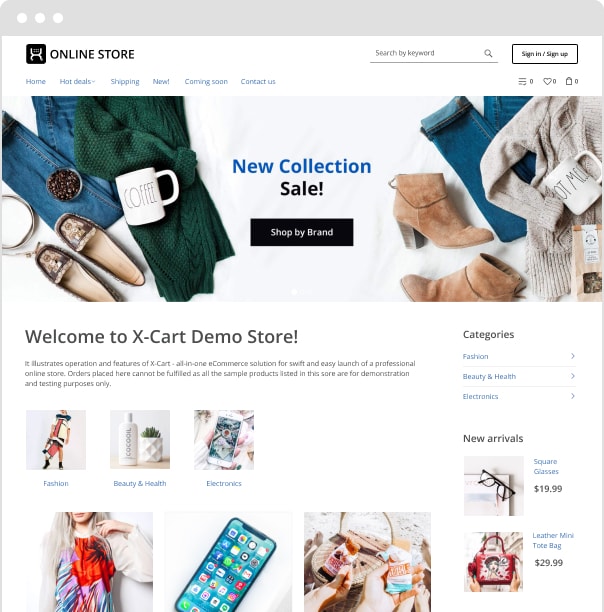 ONLINE STORE
Search by keyword
Sign in / Sign up
Home
Hot deals
Shipping
New!
Coming soon
Contact us
0
0
0
COFFEE
New Collection
Sale!
Shop by Brand
Welcome to X-Cart Demo Store!
It illustrates operation and features of X-Cart - all-in-one eCommerce solution for swift and easy launch of a professional
online store. Orders placed here cannot be fulfilled as all the sample products listed in this sore are for demonstration
and testing purposes only.
Fashion
Beauty & Health
Electronics
Categories
Fashion
Beauty & Health
Electronics
New arrivals
Square
Glasses
$19.99
Leather Mini
Tote Bag
$29.99